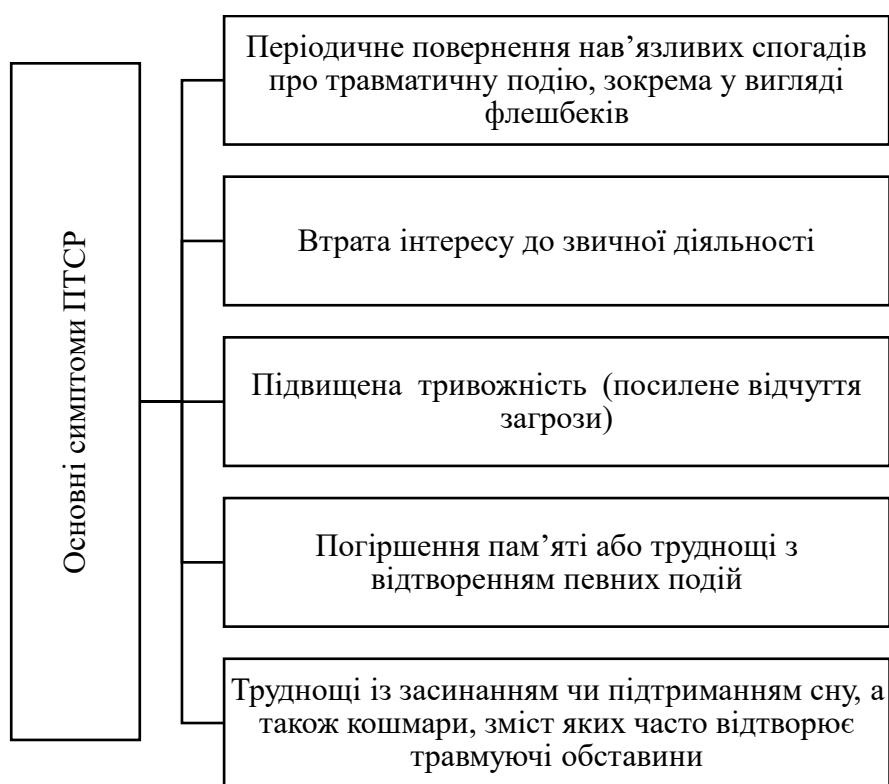 Основні симптоми ПТСР
Періодичне повернення нав’язливих спогадів
про травматичну подію, зокрема у вигляді
флешбеків
Втрата інтересу до звичної діяльності
Підвищена тривожність (посилене відчуття
загрози)
Погіршення пам’яті або труднощі з
відтворенням певних подій
Труднощі із засинанням чи підтриманням сну, а
також кошмари, зміст яких часто відтворює
травмуючі обставини